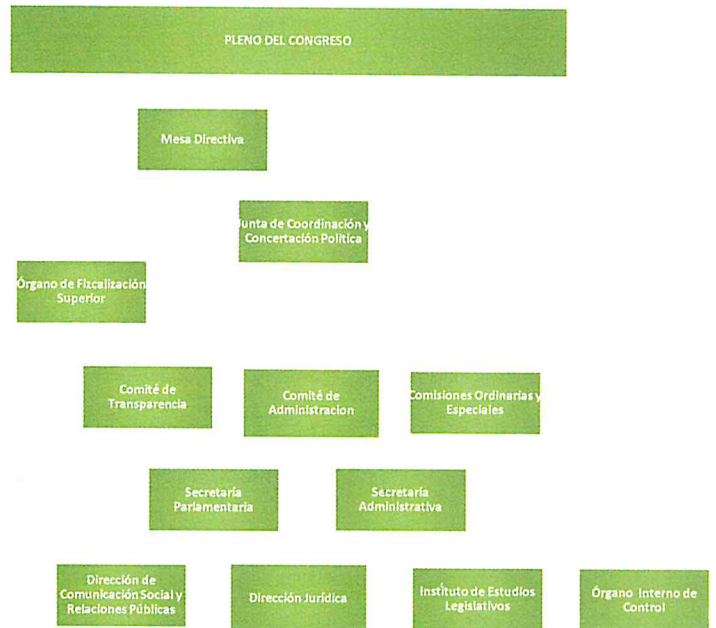 PLENO DEL CONGRESO
Mesa Directiva
Junta de Coordinación y
Concertación Política
Órgano de Fizcalización
Superior
Comité de
Transparencia
Comité de
Administracion
Comisiones Ordinarias y
Especiales
Secretaría
Parlamentaria
Secretaría
Administrativa
Dirección de
Comunicación Social y
Relaciones Públicas
Dirección Jurídica
Instituto de Estudios
Legislativos
Órgano Interno de
Control